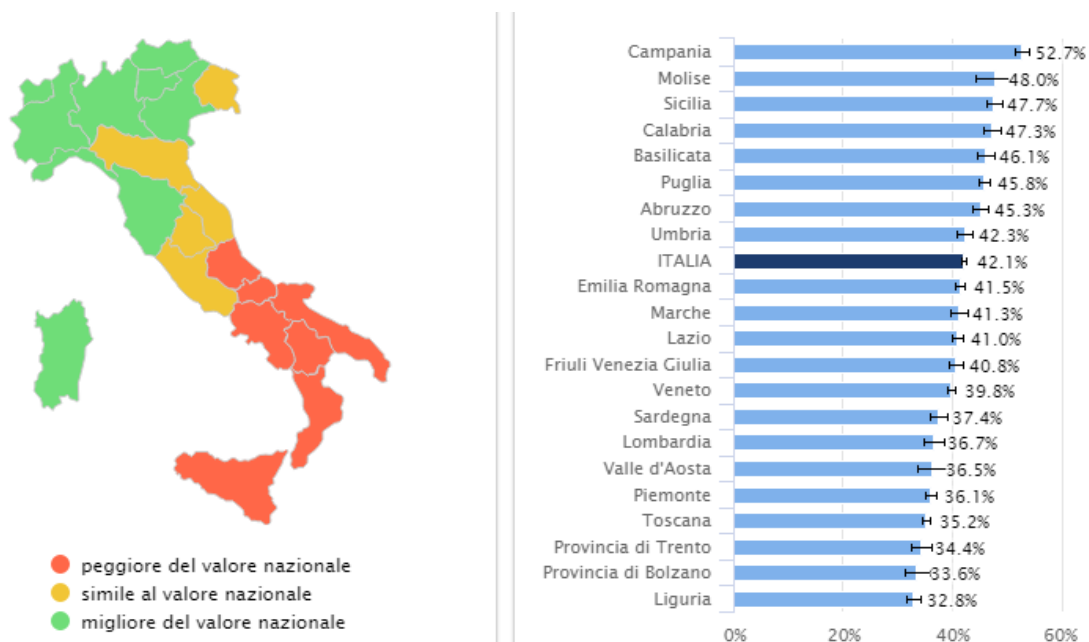 peggiore del valore nazionale
simile al valore nazionale
migliore del valore nazionale
Campania 52.7%
Molise 48.0%
Sicilia 47.7%
Calabria 47.3%
Basilicata 46.1%
Puglia 45.8%
Abruzzo 45.3%
Umbria 42.3%
ITALIA 42.1%
Emilia Romagna 41.5%
Marche 41.3%
Lazio 41.0%
Friuli Venezia Giulia 40.8%
Veneto 39.8%
Sardegna 37.4%
Lombardia 36.7%
Valle d'Aosta 36.5%
Piemonte 36.1%
Toscana 35.2%
Provincia di Trento 34.4%
Provincia di Bolzano 33.6%
Liguria 32.8%
0% 20% 40% 60%